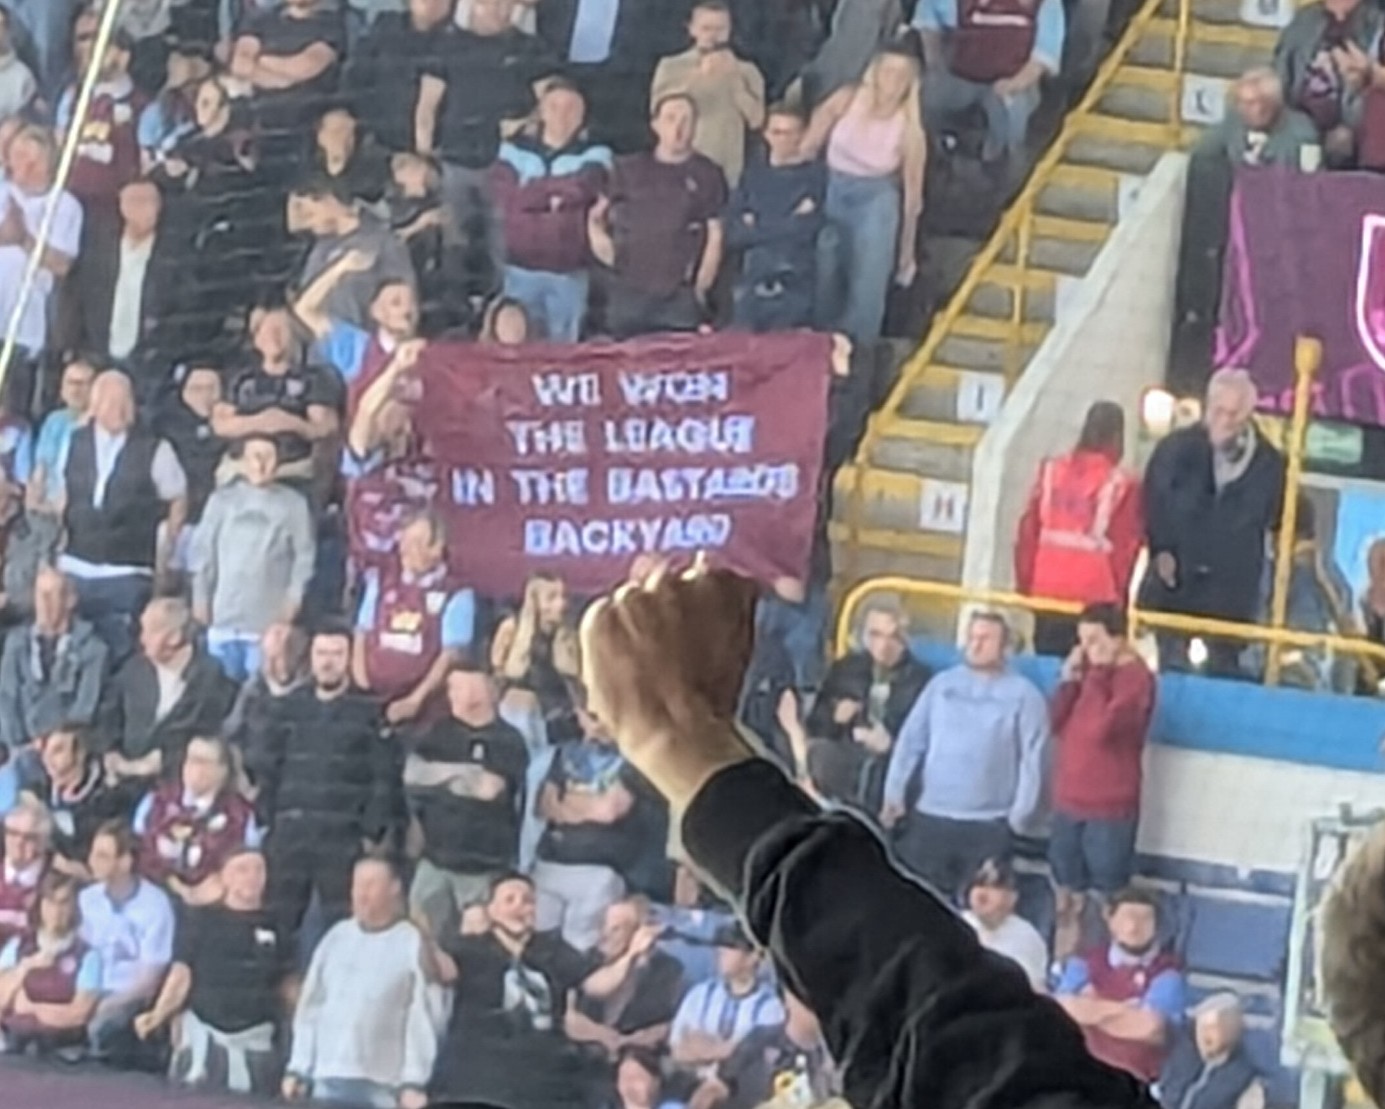 WE WON
THE LEAGUE
IN THE BASTARDS
BACKYARD
H